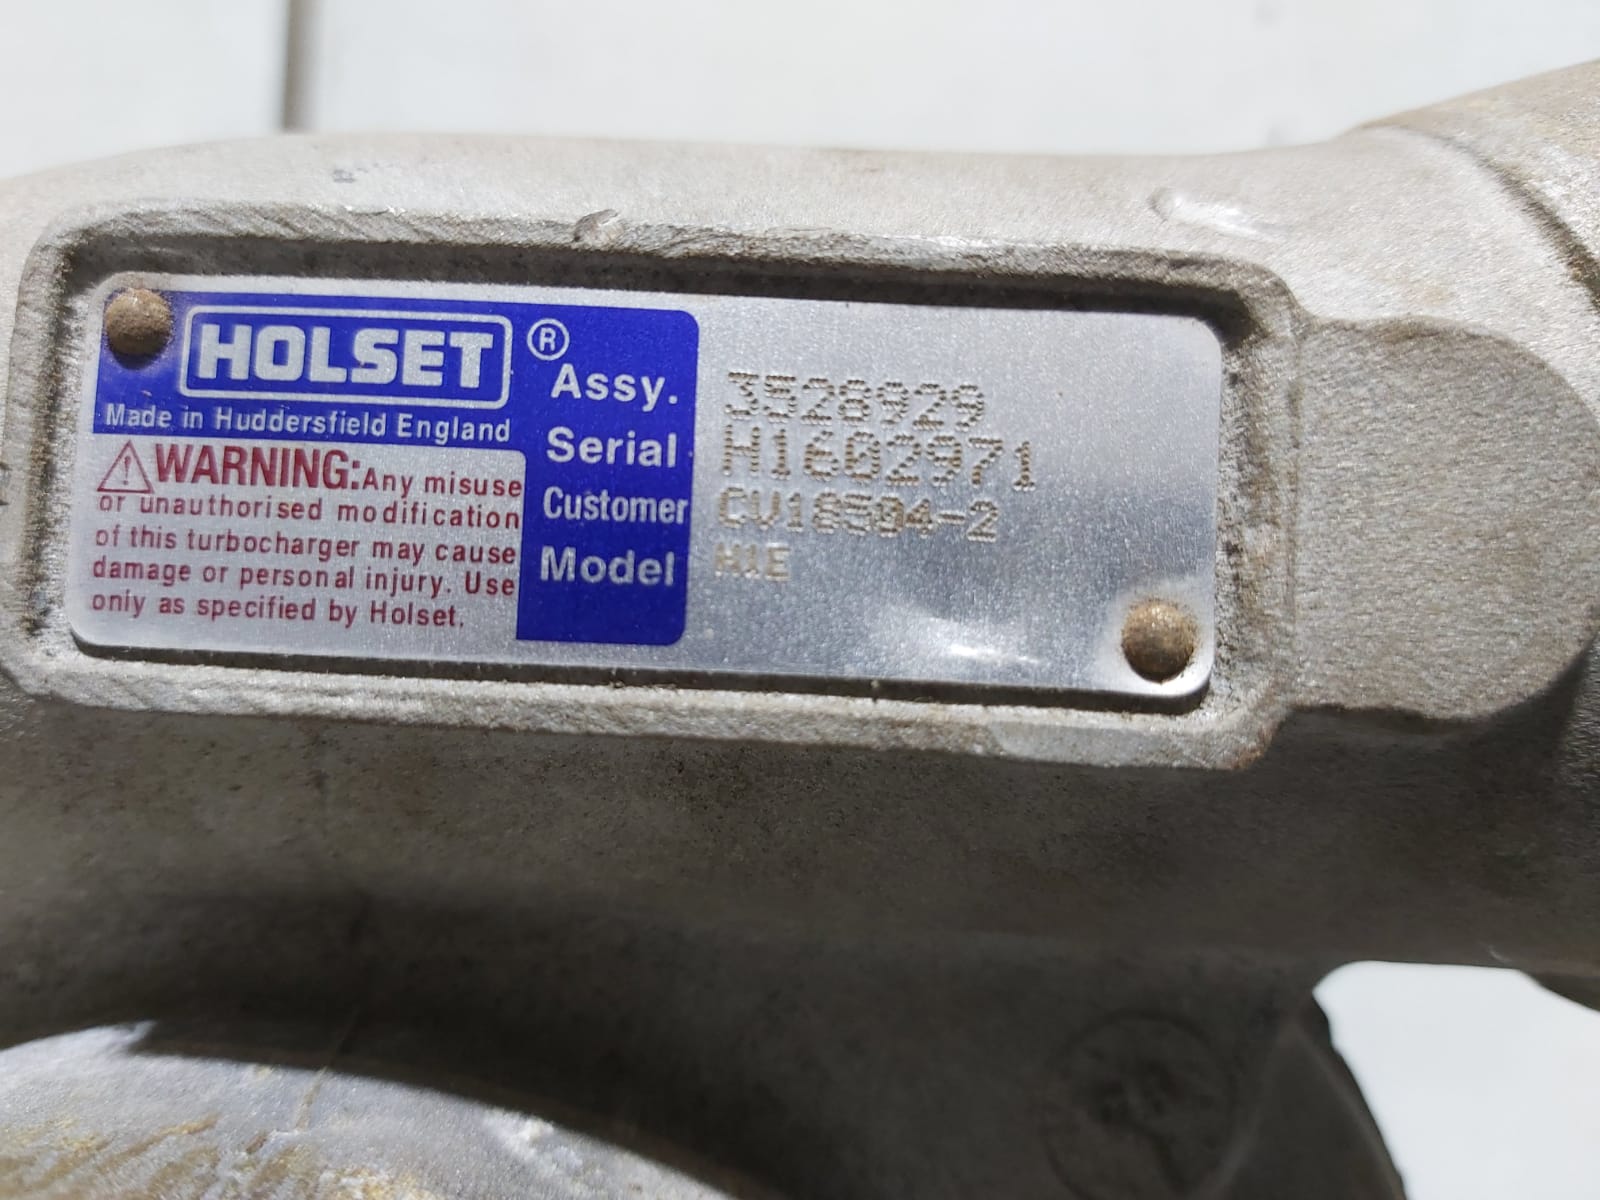 HOLSET ®
Made in Huddersfield England
WARNING: Any misuse
or unauthorised modification
of this turbocharger may cause
damage or personal injury. Use
only as specified by Holset.
Assy. 3528929
Serial H1602971
Customer CV18504-2
Model H1E